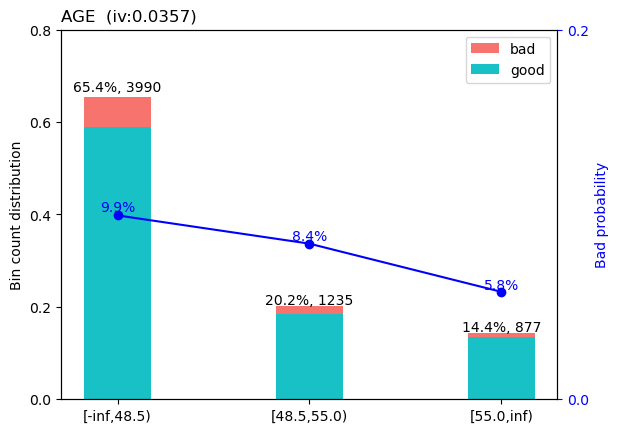 AGE  (iv:0.0357)
0.8
0.2
bad
good
65.4%, 3990
0.6
Bin count distribution
Bad probability
0.4
9.9%
8.4%
5.8%
0.2
20.2%, 1235
14.4%, 877
0.0
0.0
[-inf,48.5)
[48.5,55.0)
[55.0,inf)